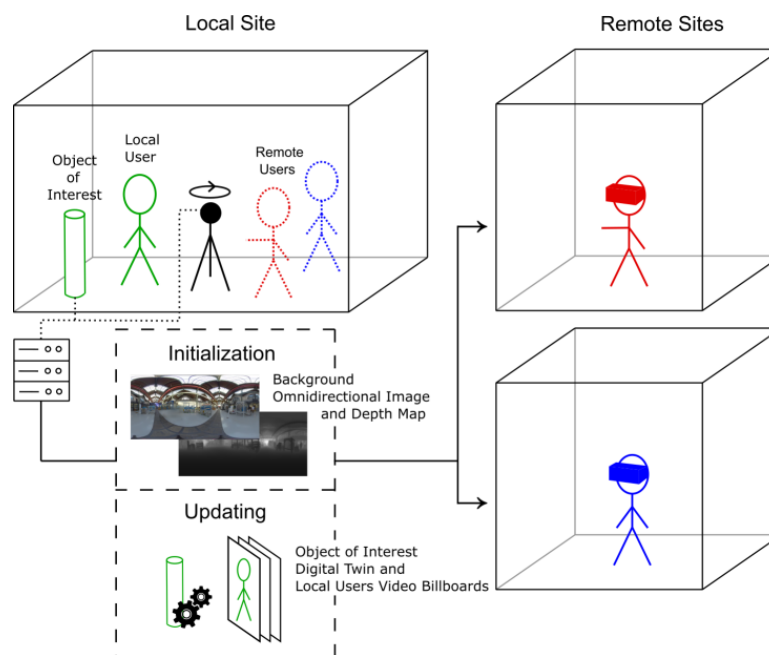 Local Site
Remote Sites
Object
of
Interest
Local
User
Remote
Users
Initialization
Background
Omnidirectional Image
and Depth Map
Updating
Object of Interest
Digital Twin and
Local Users Video Billboards